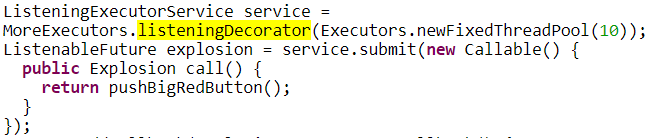 ListeningExecutorService service =
MoreExecutors.listeningDecorator(Executors.newFixedThreadPool(10));
ListenableFuture explosion = service.submit(new Callable() {
  public Explosion call() {
    return pushBigRedButton();
  }
});